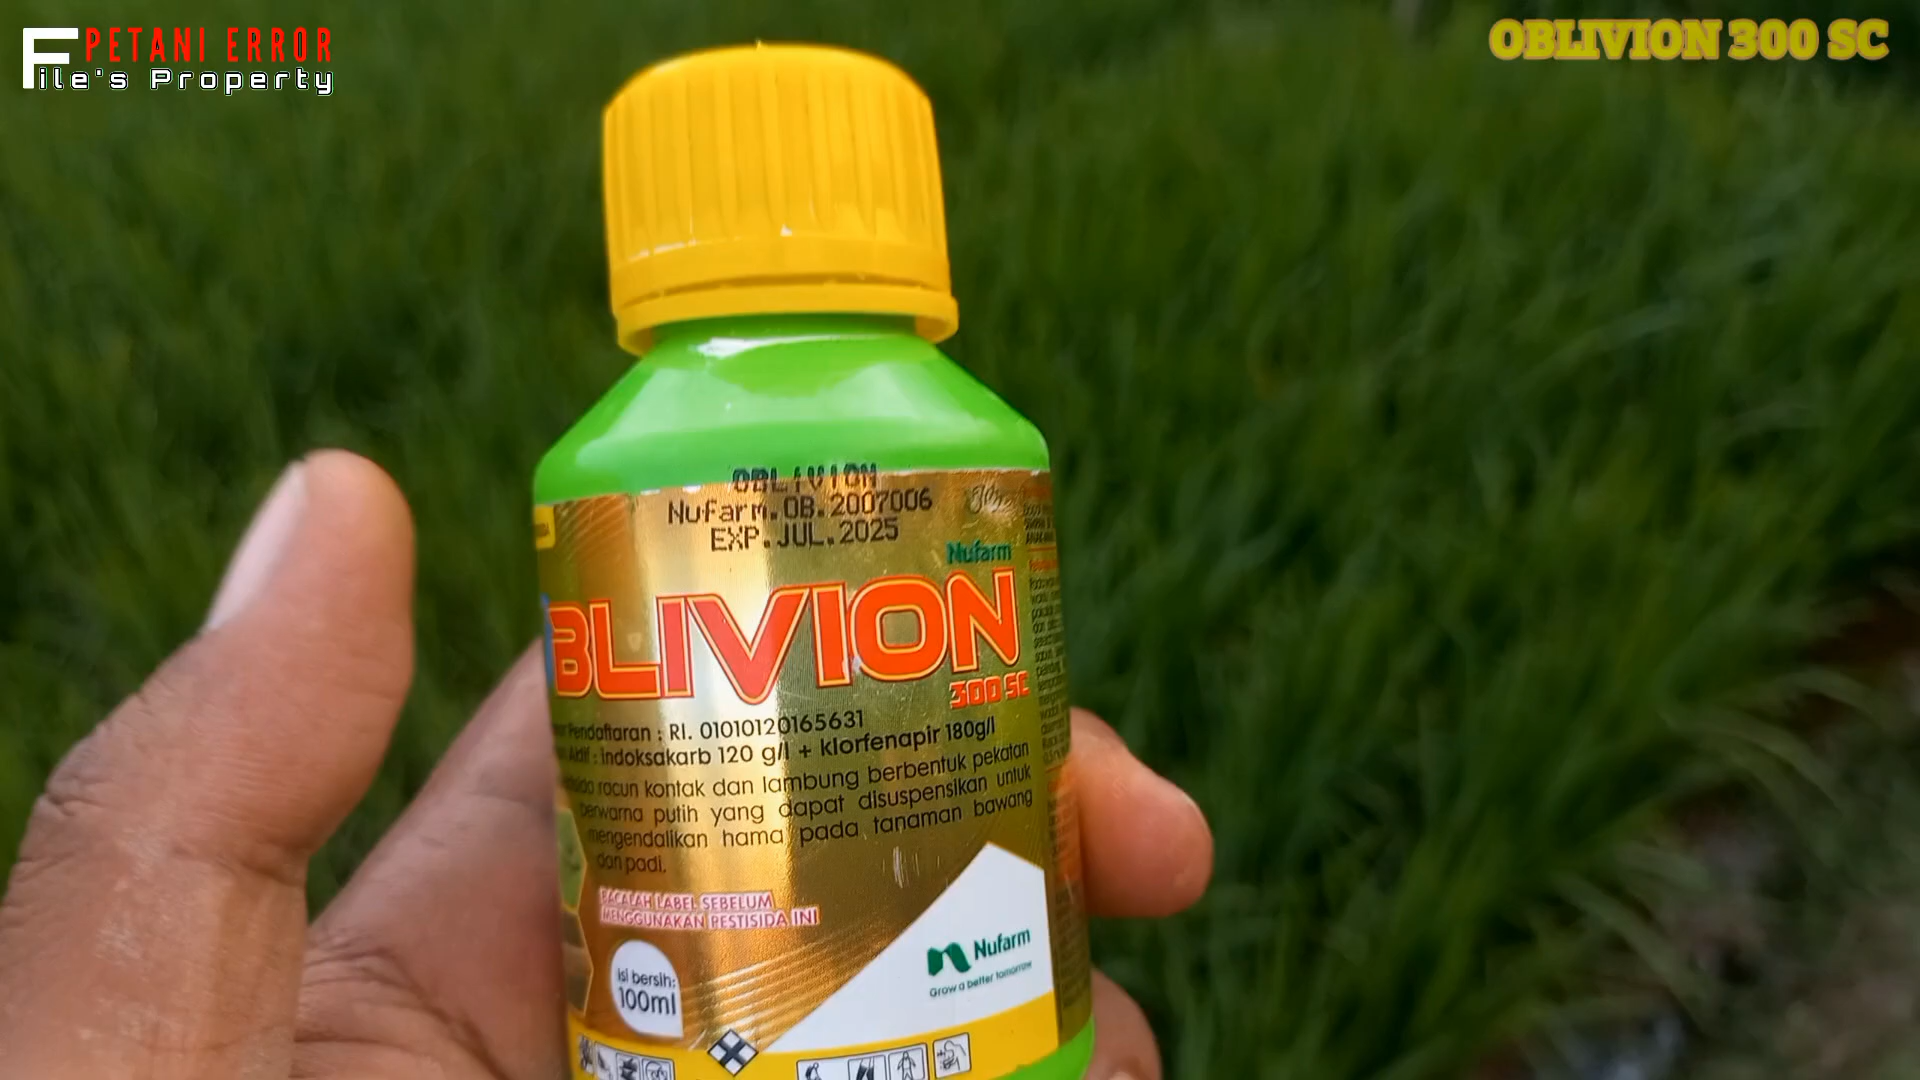 PETANI ERROR
File's Property
OBLIVION 300 SC
OBLIVION
Nufarm.OB.2007006
EXP.JUL.2025
Nufarm
BLIVION
300 SC
Pendaftaran : RI. 01010120165631
Aktif : Indoksakarb 120 g/l + klorfenapir 180g/l
racun kontak dan lambung berbentuk pekatan
berwarna putih yang dapat disuspensikan untuk
mengendalikan hama pada tanaman bawang
dan padi.
BACALAH LABEL SEBELUM
MENGGUNAKAN PESTISIDA INI
isi bersih:
100ml
Nufarm
Grow a better tomorrow